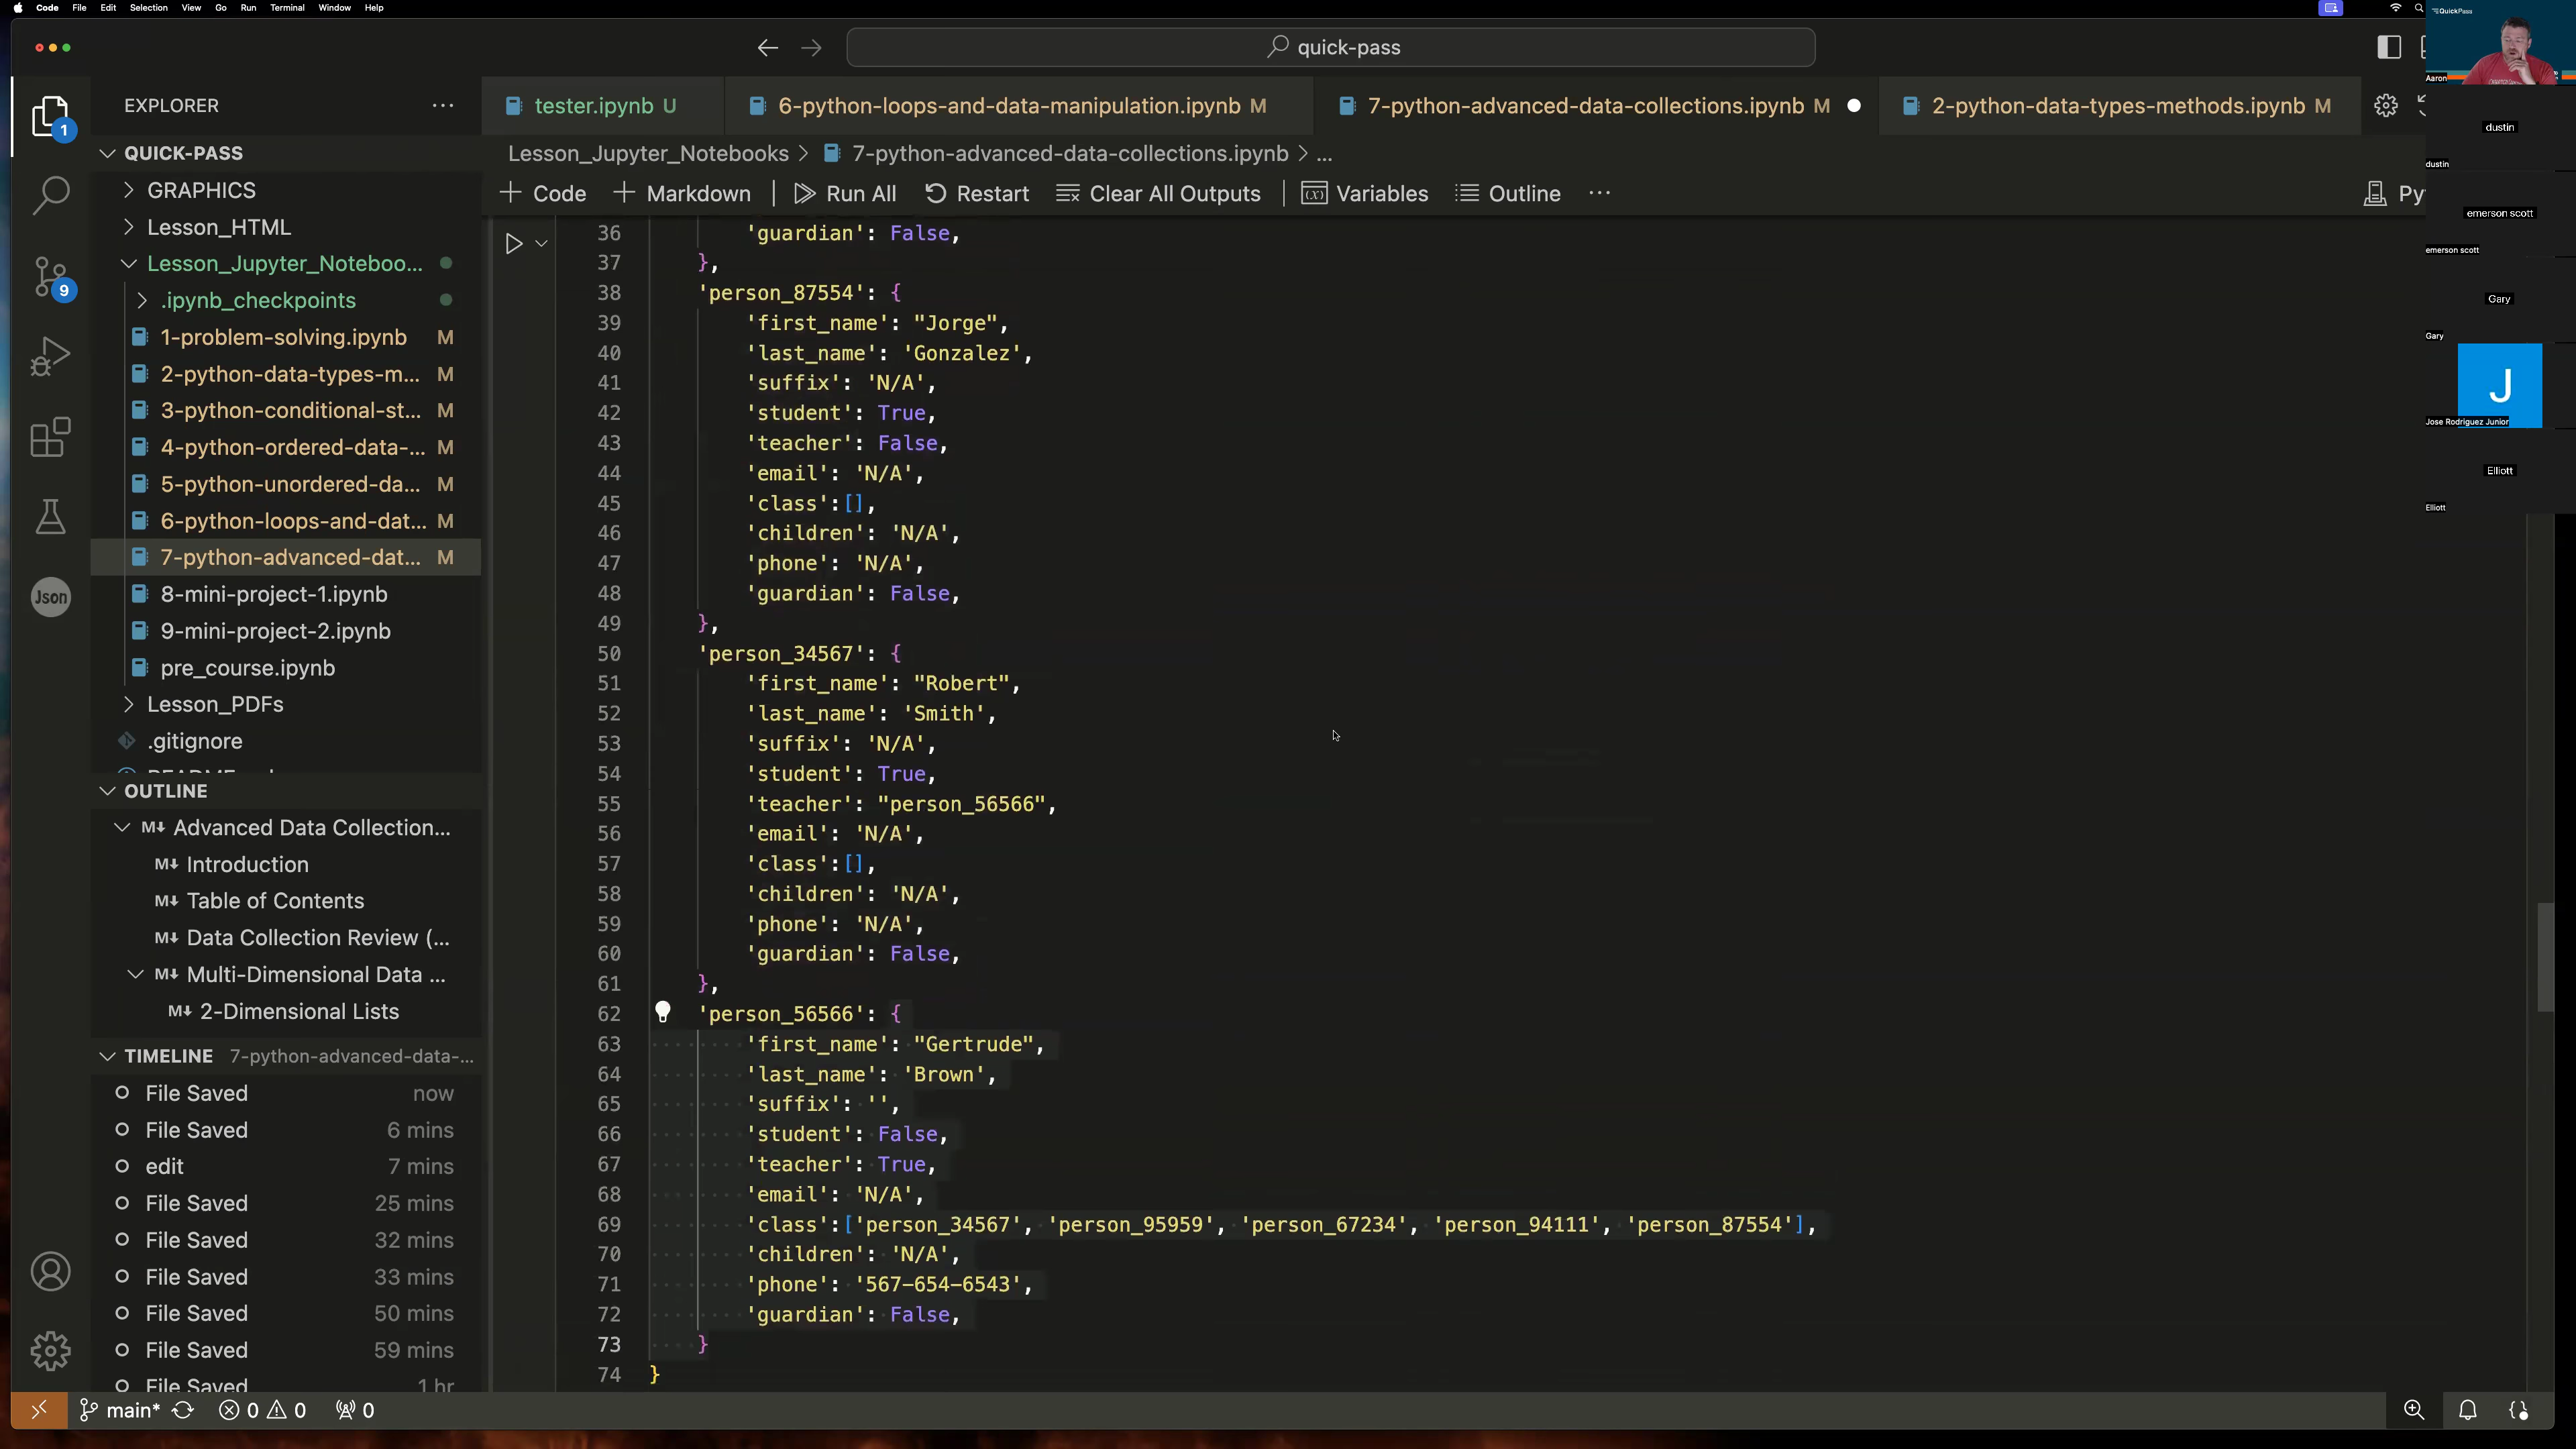 Code File Edit Selection View Go Run Terminal Window Help
quick-pass
QuickPass
Aaron
dustin
dustin
emerson scott
emerson scott
Gary
Gary
J
Jose Rodriguez Junior
Elliott
Elliott
EXPLORER
tester.ipynb U
6-python-loops-and-data-manipulation.ipynb M
7-python-advanced-data-collections.ipynb M
2-python-data-types-methods.ipynb M
Lesson_Jupyter_Notebooks > 7-python-advanced-data-collections.ipynb > ...
+ Code + Markdown Run All Restart Clear All Outputs Variables Outline ... Py
1
9
Json
QUICK-PASS
GRAPHICS
Lesson_HTML
Lesson_Jupyter_Noteboo...
.ipynb_checkpoints
1-problem-solving.ipynb M
2-python-data-types-m... M
3-python-conditional-st... M
4-python-ordered-data-... M
5-python-unordered-da... M
6-python-loops-and-dat... M
7-python-advanced-dat... M
8-mini-project-1.ipynb
9-mini-project-2.ipynb
pre_course.ipynb
Lesson_PDFs
.gitignore
OUTLINE
M↓ Advanced Data Collection...
M↓ Introduction
M↓ Table of Contents
M↓ Data Collection Review (...
M↓ Multi-Dimensional Data ...
M↓ 2-Dimensional Lists
TIMELINE 7-python-advanced-data-...
File Saved now
File Saved 6 mins
edit 7 mins
File Saved 25 mins
File Saved 32 mins
File Saved 33 mins
File Saved 50 mins
File Saved 59 mins
File Saved 1 hr
36 'guardian': False,
37 },
38 'person_87554': {
39 'first_name': "Jorge",
40 'last_name': 'Gonzalez',
41 'suffix': 'N/A',
42 'student': True,
43 'teacher': False,
44 'email': 'N/A',
45 'class':[],
46 'children': 'N/A',
47 'phone': 'N/A',
48 'guardian': False,
49 },
50 'person_34567': {
51 'first_name': "Robert",
52 'last_name': 'Smith',
53 'suffix': 'N/A',
54 'student': True,
55 'teacher': "person_56566",
56 'email': 'N/A',
57 'class':[],
58 'children': 'N/A',
59 'phone': 'N/A',
60 'guardian': False,
61 },
62 'person_56566': {
63 'first_name': "Gertrude",
64 'last_name': 'Brown',
65 'suffix': '',
66 'student': False,
67 'teacher': True,
68 'email': 'N/A',
69 'class':['person_34567', 'person_95959', 'person_67234', 'person_94111', 'person_87554'],
70 'children': 'N/A',
71 'phone': '567-654-6543',
72 'guardian': False,
73 }
74 }
main* 0 0 0